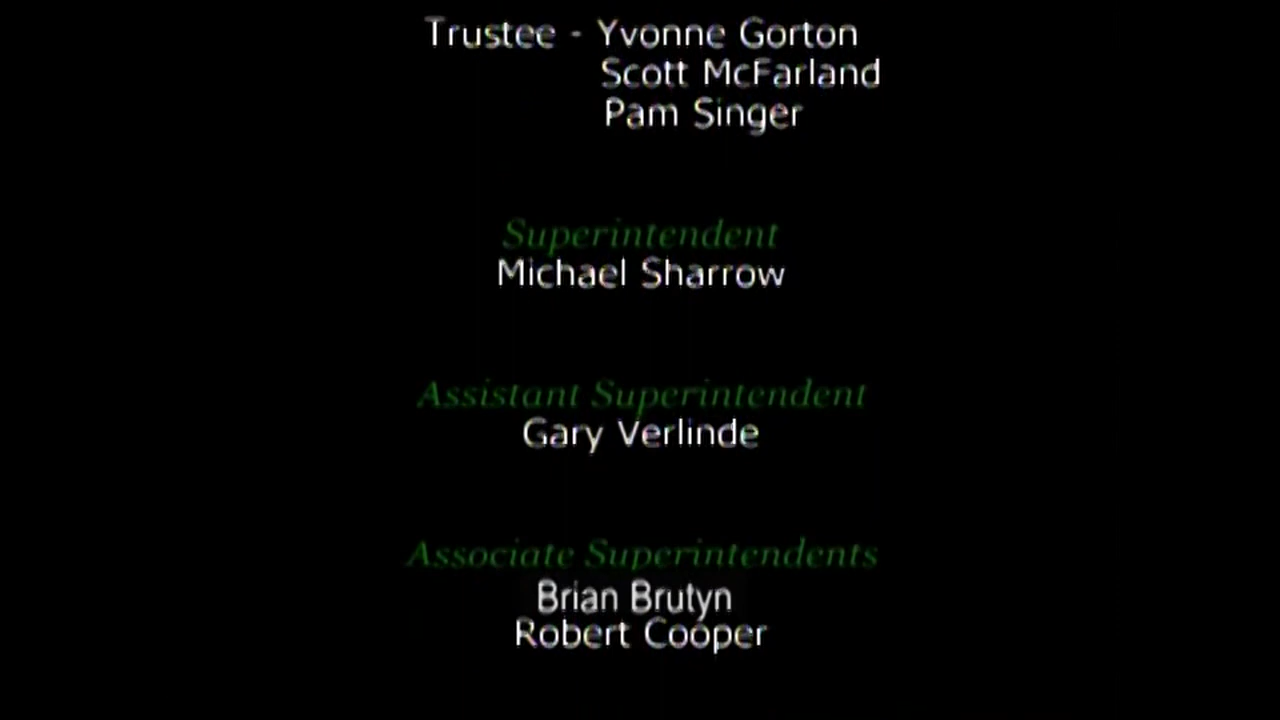 Trustee - Yvonne Gorton
Scott McFarland
Pam Singer
Superintendent
Michael Sharrow
Assistant Superintendent
Gary Verlinde
Associate Superintendents
Brian Brutyn
Robert Cooper